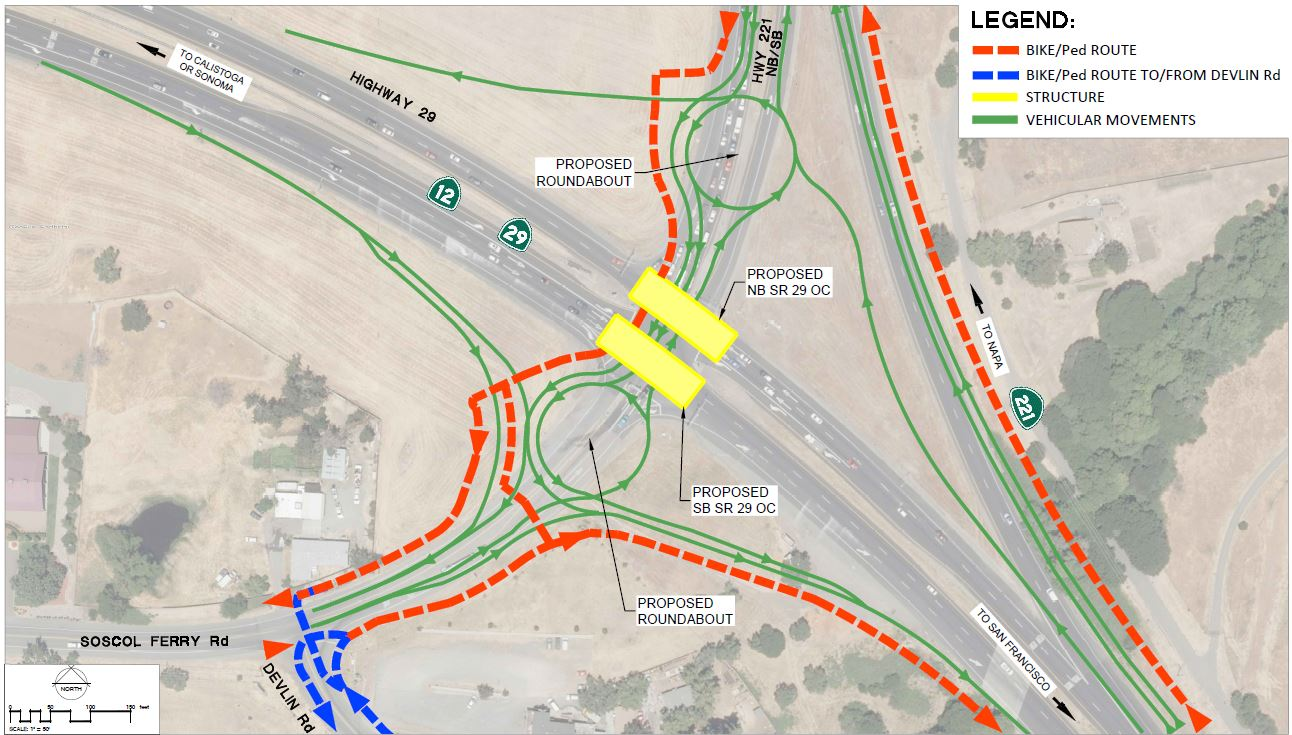 LEGEND:
BIKE/Ped ROUTE
BIKE/Ped ROUTE TO/FROM DEVLIN Rd
STRUCTURE
VEHICULAR MOVEMENTS
HWY 221
NB/SB
TO CALISTOGA
OR SONOMA
HIGHWAY 29
PROPOSED
ROUNDABOUT
12
29
PROPOSED
NB SR 29 OC
TO NAPA
221
PROPOSED
SB SR 29 OC
PROPOSED
ROUNDABOUT
TO SAN FRANCISCO
SOSCOL FERRY Rd
DEVLIN Rd
NORTH
0 50 100 150 feet
SCALE: 1" = 50'